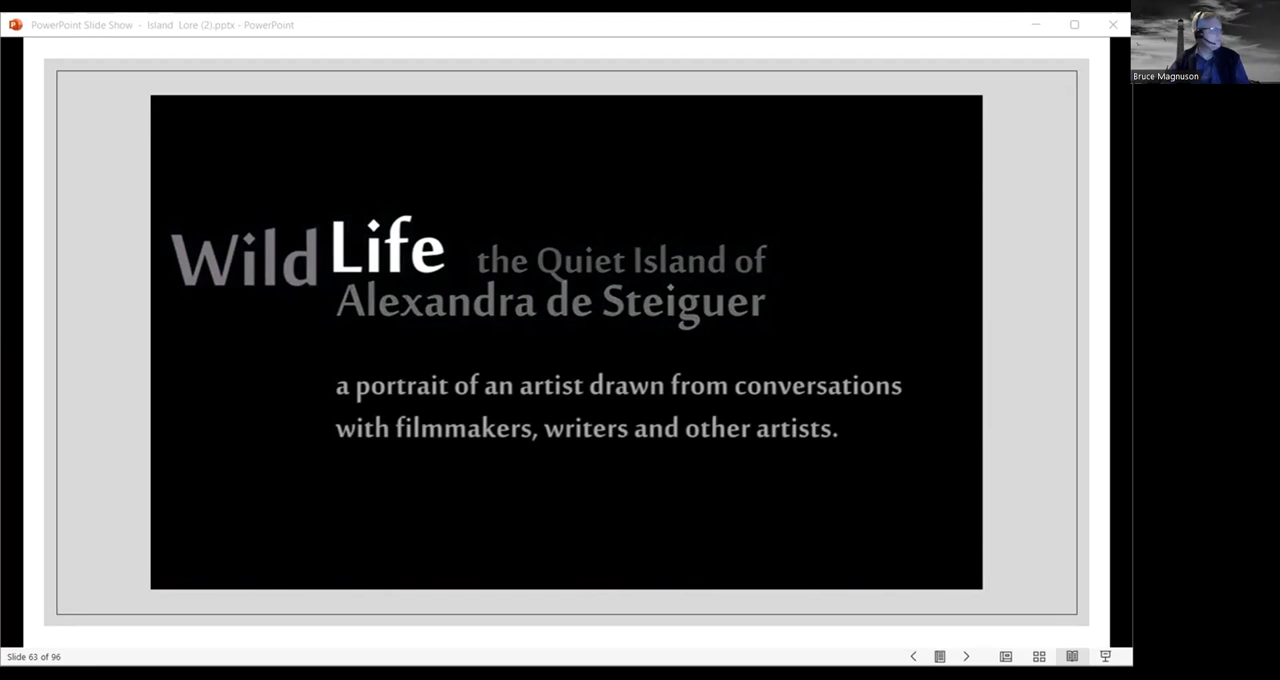 PowerPoint Slide Show - Island Lore (2).pptx - PowerPoint
Bruce Magnuson
Wild Life the Quiet Island of
Alexandra de Steiguer
a portrait of an artist drawn from conversations
with filmmakers, writers and other artists.
Slide 63 of 96